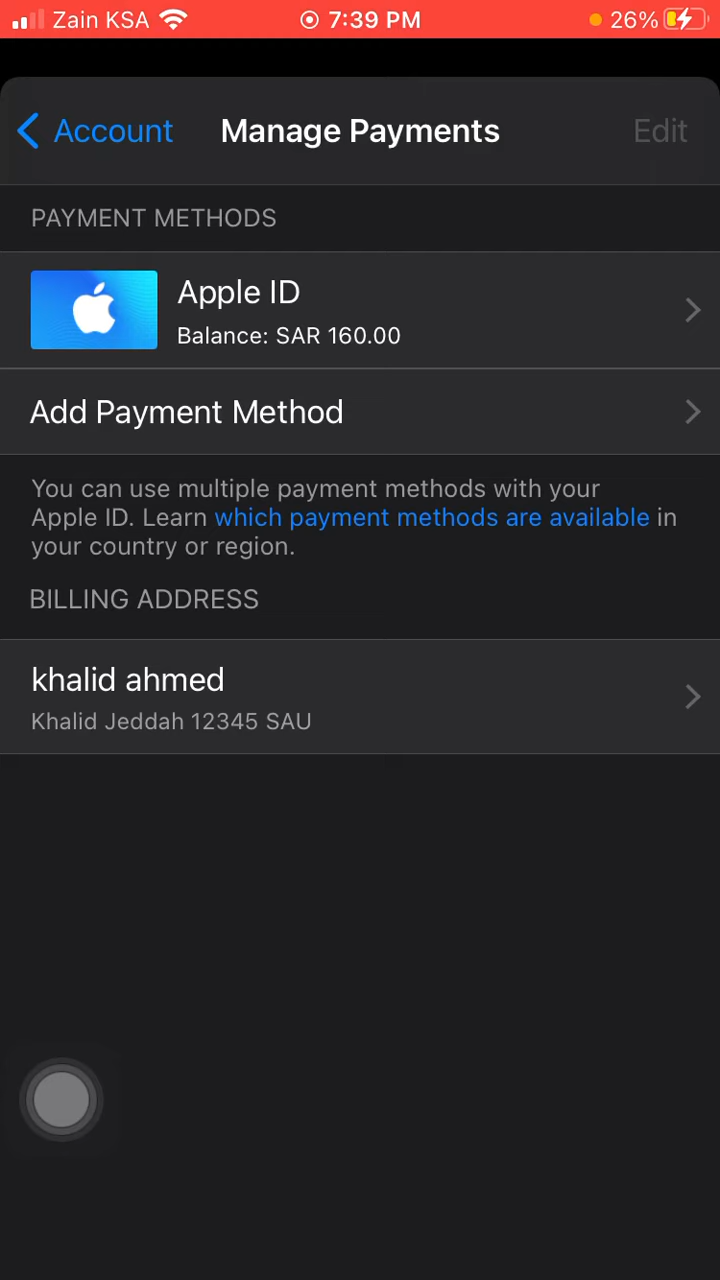 Zain KSA 7:39 PM 26%
Account Manage Payments Edit
PAYMENT METHODS
Apple ID
Balance: SAR 160.00
Add Payment Method
You can use multiple payment methods with your
Apple ID. Learn which payment methods are available in
your country or region.
BILLING ADDRESS
khalid ahmed
Khalid Jeddah 12345 SAU